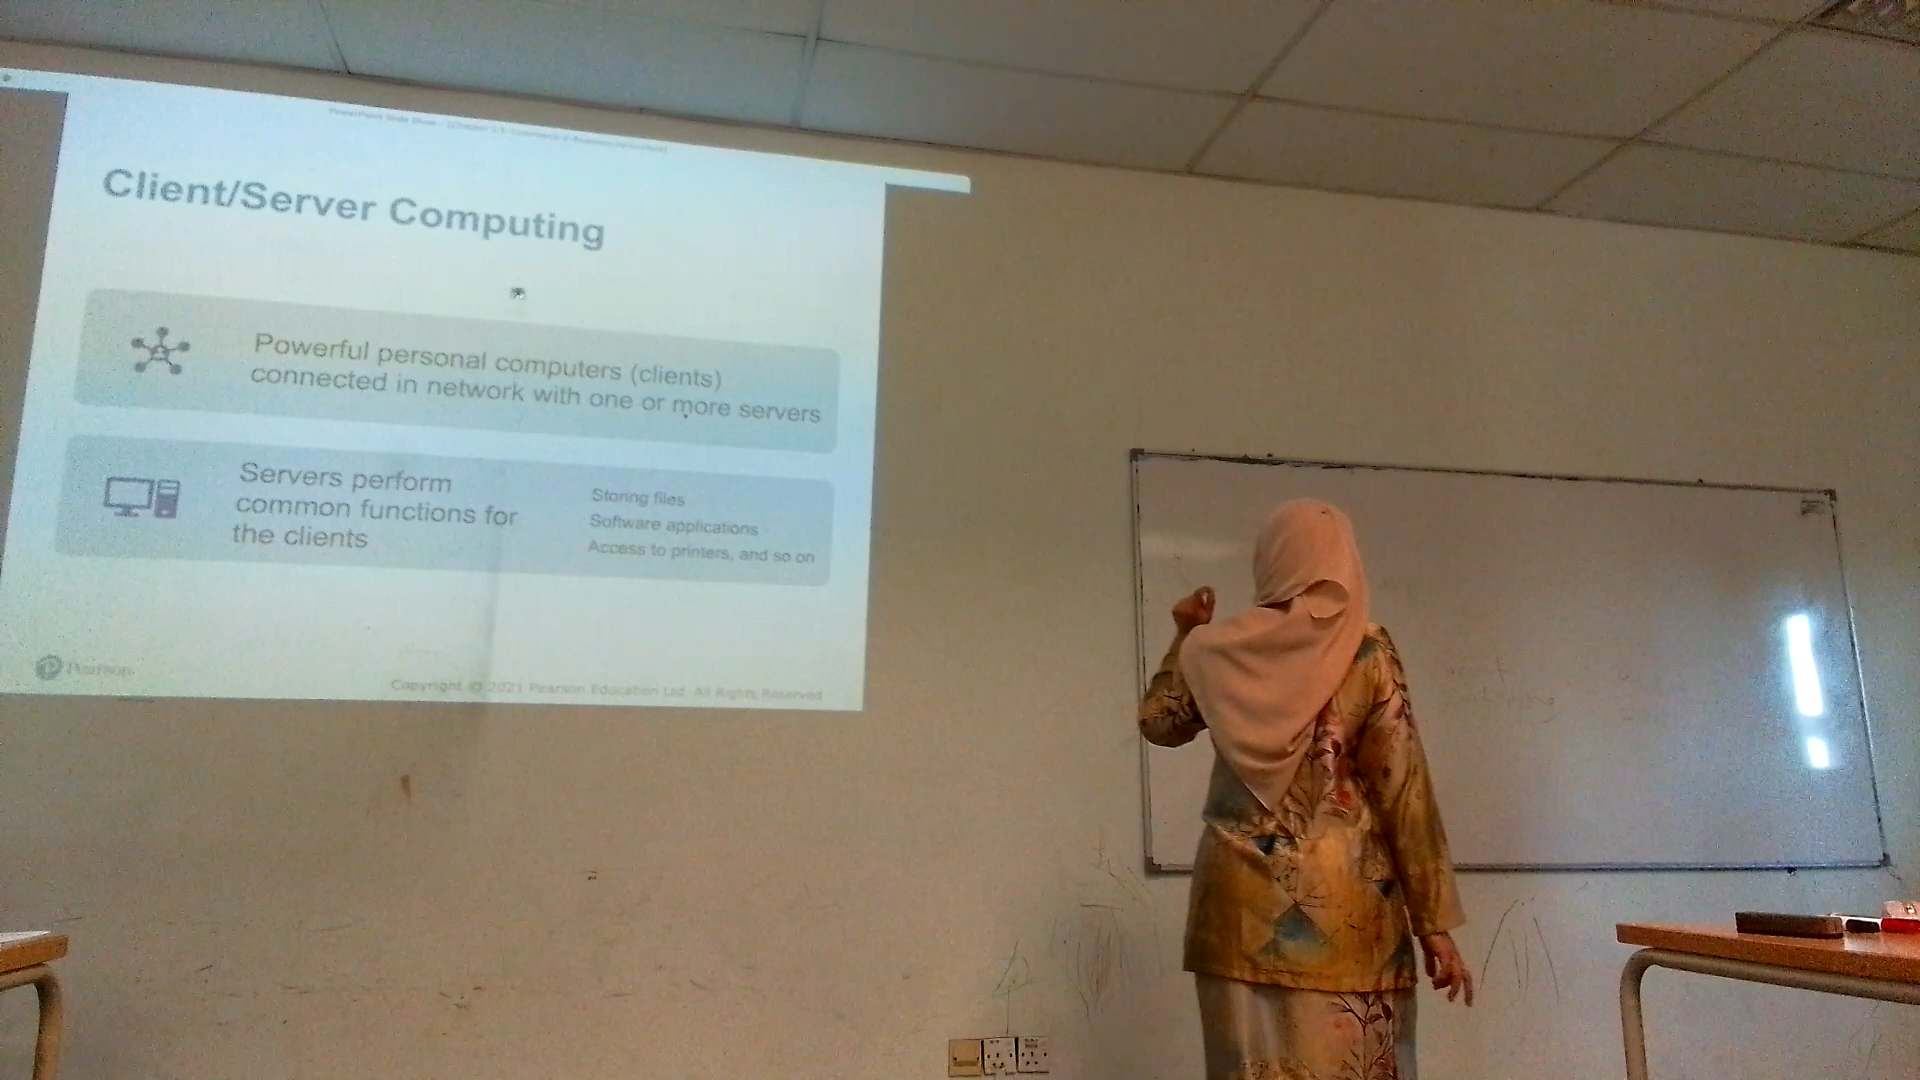 Client/Server Computing
Powerful personal computers (clients)
connected in network with one or more servers
Servers perform
common functions for
the clients
Storing files
Software applications
Access to printers, and so on
Pearson
Copyright © 2021 Pearson Education Ltd. All Rights Reserved